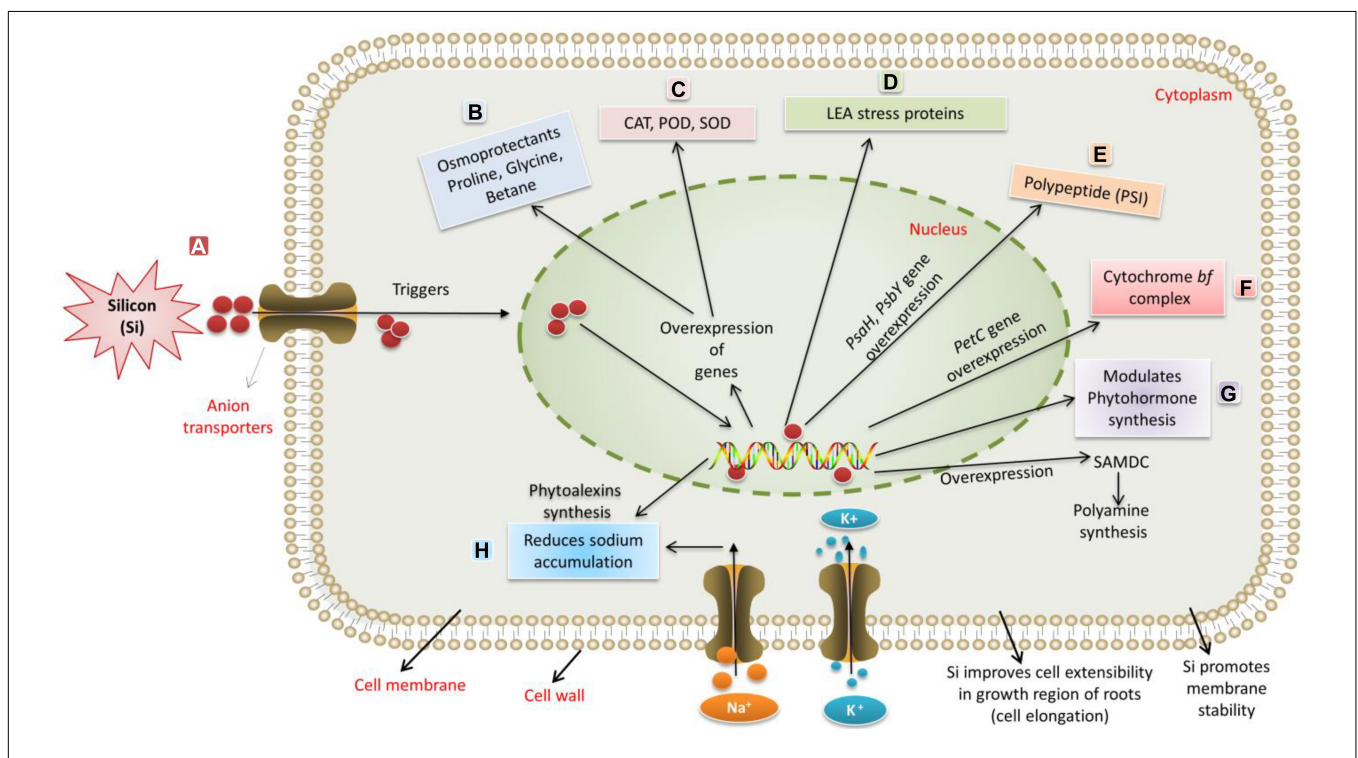 A
Silicon
(Si)
Anion
transporters
Triggers
B
Osmoprotectants
Proline, Glycine,
Betane
C
CAT, POD, SOD
D
LEA stress proteins
Cytoplasm
E
Polypeptide (PSI)
Nucleus
PsaH, PsbY gene
overexpression
Cytochrome bf
complex
F
PetC gene
overexpression
Overexpression
of
genes
Modulates
Phytohormone
synthesis
G
Overexpression
SAMDC
Polyamine
synthesis
Phytoalexins
synthesis
H
Reduces sodium
accumulation
K+
Cell membrane
Cell wall
Na+
K+
Si improves cell extensibility
in growth region of roots
(cell elongation)
Si promotes
membrane
stability